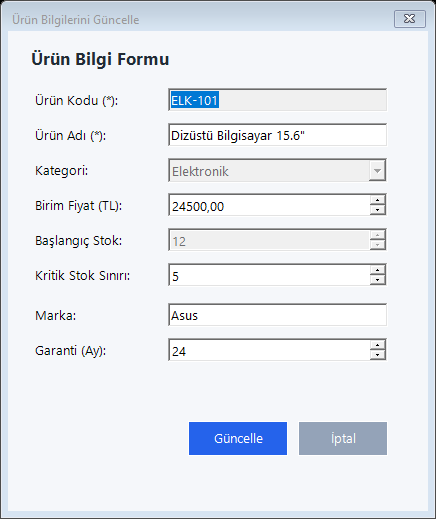 Ürün Bilgilerini Güncelle
Ürün Bilgi Formu
Ürün Kodu (*): ELK-101
Ürün Adı (*): Dizüstü Bilgisayar 15.6"
Kategori: Elektronik
Birim Fiyat (TL): 24500,00
Başlangıç Stok: 12
Kritik Stok Sınırı: 5
Marka: Asus
Garanti (Ay): 24
Güncelle İptal